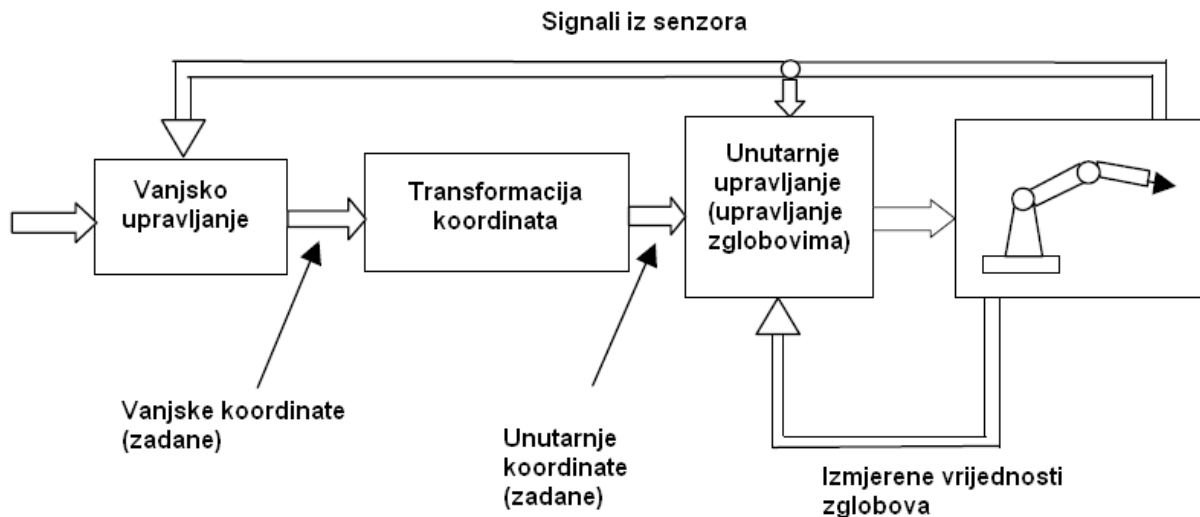 Signali iz senzora
Vanjsko
upravljanje
Transformacija
koordinata
Unutarnje
upravljanje
(upravljanje
zglobovima)
Vanjske koordinate
(zadane)
Unutarnje
koordinate
(zadane)
Izmjerene vrijednosti
zglobova